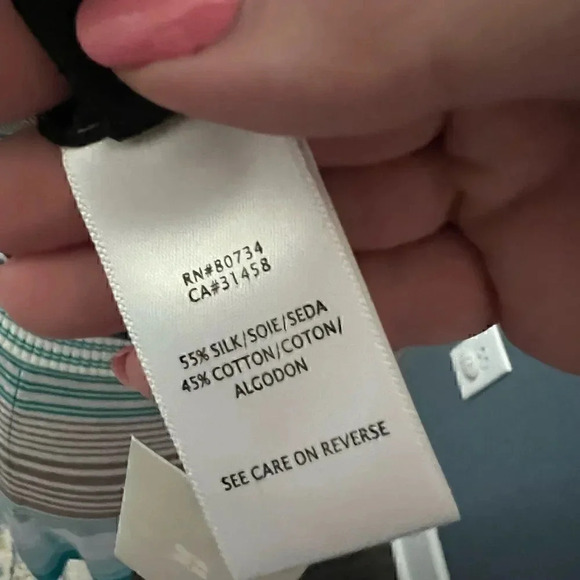 RN#80734
CA#31458
55% SILK/SOIE/SEDA
45% COTTON/COTON/
ALGODON
SEE CARE ON REVERSE